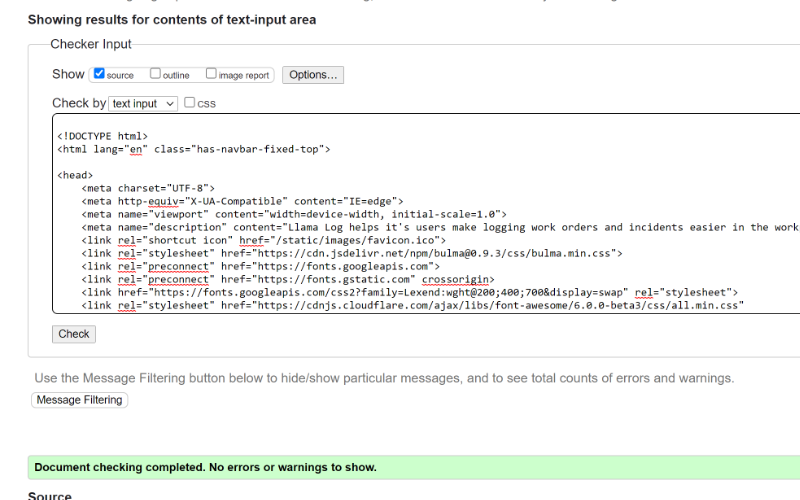 Showing results for contents of text-input area
Checker Input
Show source outline image report Options...
Check by text input css
<!DOCTYPE html>
<html lang="en" class="has-navbar-fixed-top">
<head>
<meta charset="UTF-8">
<meta http-equiv="X-UA-Compatible" content="IE=edge">
<meta name="viewport" content="width=device-width, initial-scale=1.0">
<meta name="description" content="Llama Log helps it's users make logging work orders and incidents easier in the work
<link rel="shortcut icon" href="/static/images/favicon.ico">
<link rel="stylesheet" href="https://cdn.jsdelivr.net/npm/bulma@0.9.3/css/bulma.min.css">
<link rel="preconnect" href="https://fonts.googleapis.com">
<link rel="preconnect" href="https://fonts.gstatic.com" crossorigin>
<link href="https://fonts.googleapis.com/css2?family=Lexend:wght@200;400;700&display=swap" rel="stylesheet">
<link rel="stylesheet" href="https://cdnjs.cloudflare.com/ajax/libs/font-awesome/6.0.0-beta3/css/all.min.css"
Check
Use the Message Filtering button below to hide/show particular messages, and to see total counts of errors and warnings.
Message Filtering
Document checking completed. No errors or warnings to show.
Source